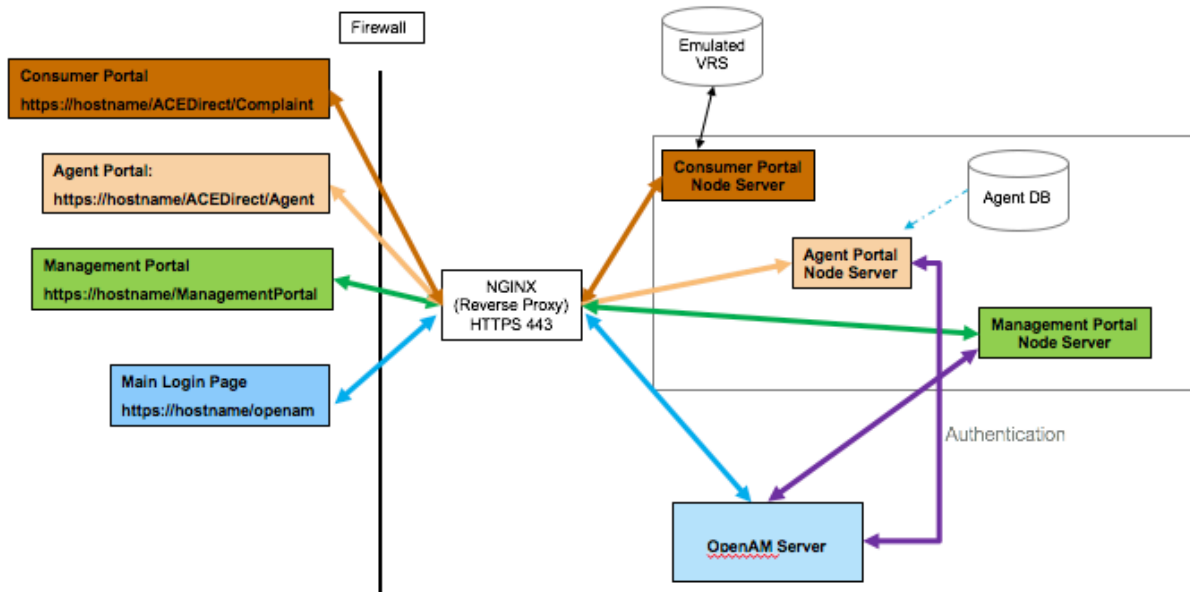 Firewall
Consumer Portal
https://hostname/ACEDirect/Complaint
Agent Portal:
https://hostname/ACEDirect/Agent
Management Portal
https://hostname/ManagementPortal
Main Login Page
https://hostname/openam
NGINX
(Reverse Proxy)
HTTPS 443
Emulated
VRS
Consumer Portal
Node Server
Agent DB
Agent Portal
Node Server
Management Portal
Node Server
Authentication
OpenAM Server